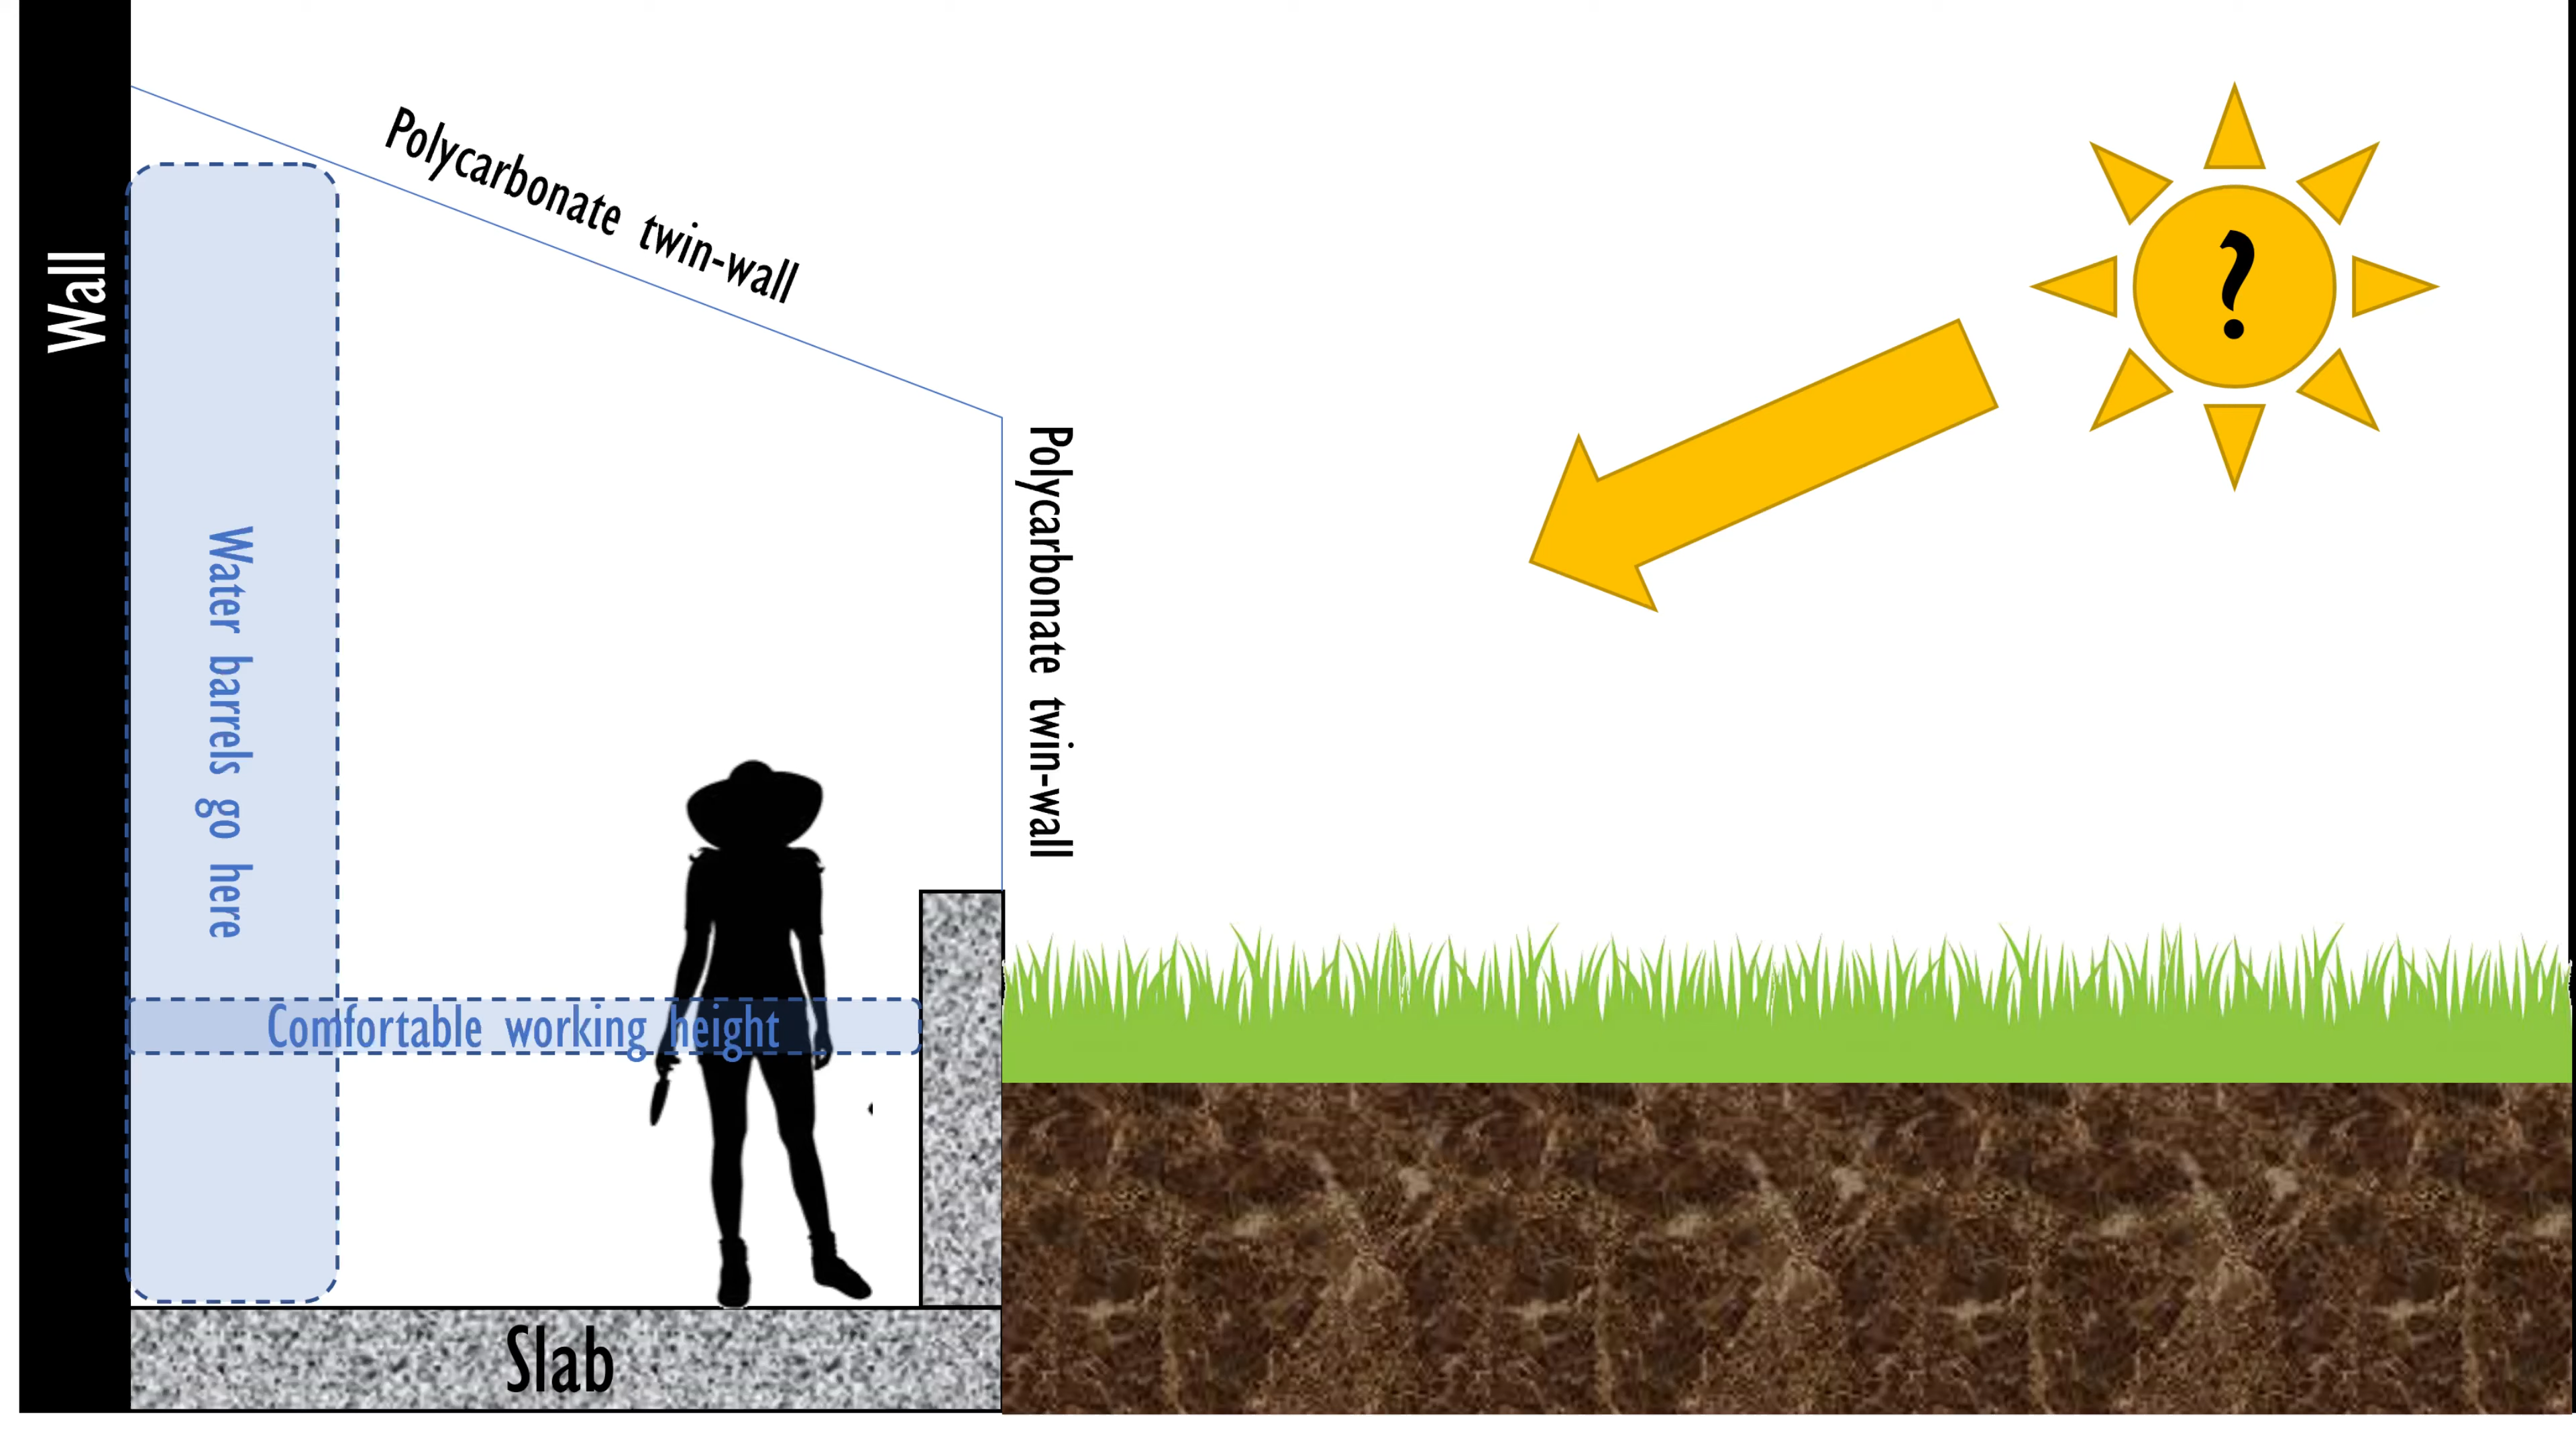 Wall
Polycarbonate twin-wall
?
Polycarbonate twin-wall
Water barrels go here
Comfortable working height
Slab